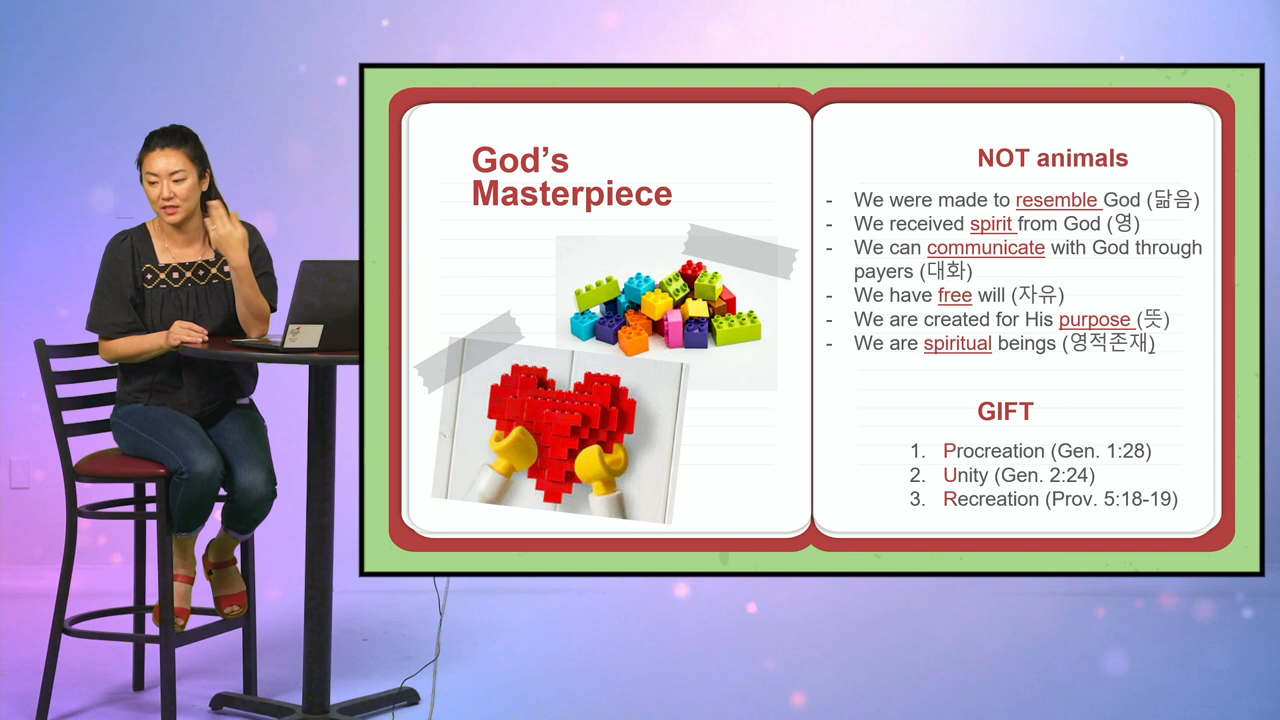 God’s
Masterpiece
NOT animals
- We were made to resemble God (닮음)
- We received spirit from God (영)
- We can communicate with God through
payers (대화)
- We have free will (자유)
- We are created for His purpose (뜻)
- We are spiritual beings (영적존재)
GIFT
1. Procreation (Gen. 1:28)
2. Unity (Gen. 2:24)
3. Recreation (Prov. 5:18-19)